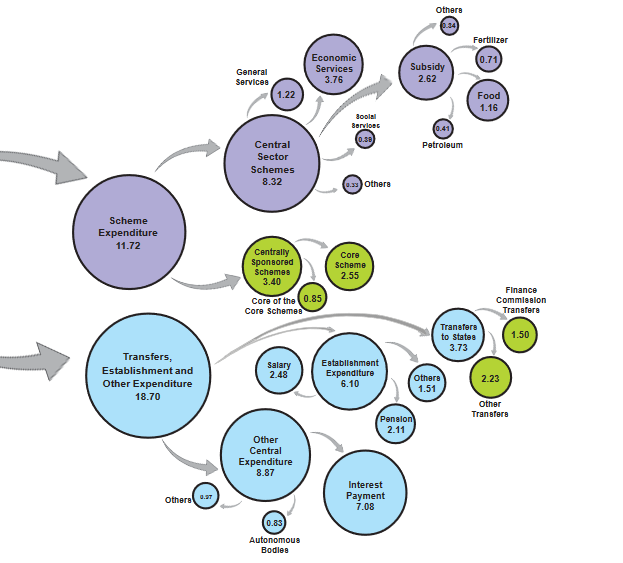 Others
0.34
Fertilizer
0.71
Economic
Services
3.76
Subsidy
2.62
General
Services
1.22
Food
1.16
Social
Services
0.41
Petroleum
Central
Sector
Schemes
8.32
0.33
Others
Scheme
Expenditure
11.72
Centrally
Sponsored
Schemes
3.40
Core
Scheme
2.55
0.85
Core of the
Core Schemes
Finance
Commission
Transfers
1.50
Transfers
to States
3.73
Transfers,
Establishment and
Other Expenditure
18.70
Salary
2.48
Establishment
Expenditure
6.10
Others
1.51
2.23
Other
Transfers
Pension
2.11
Other
Central
Expenditure
8.87
Interest
Payment
7.08
Others
0.97
0.83
Autonomous
Bodies